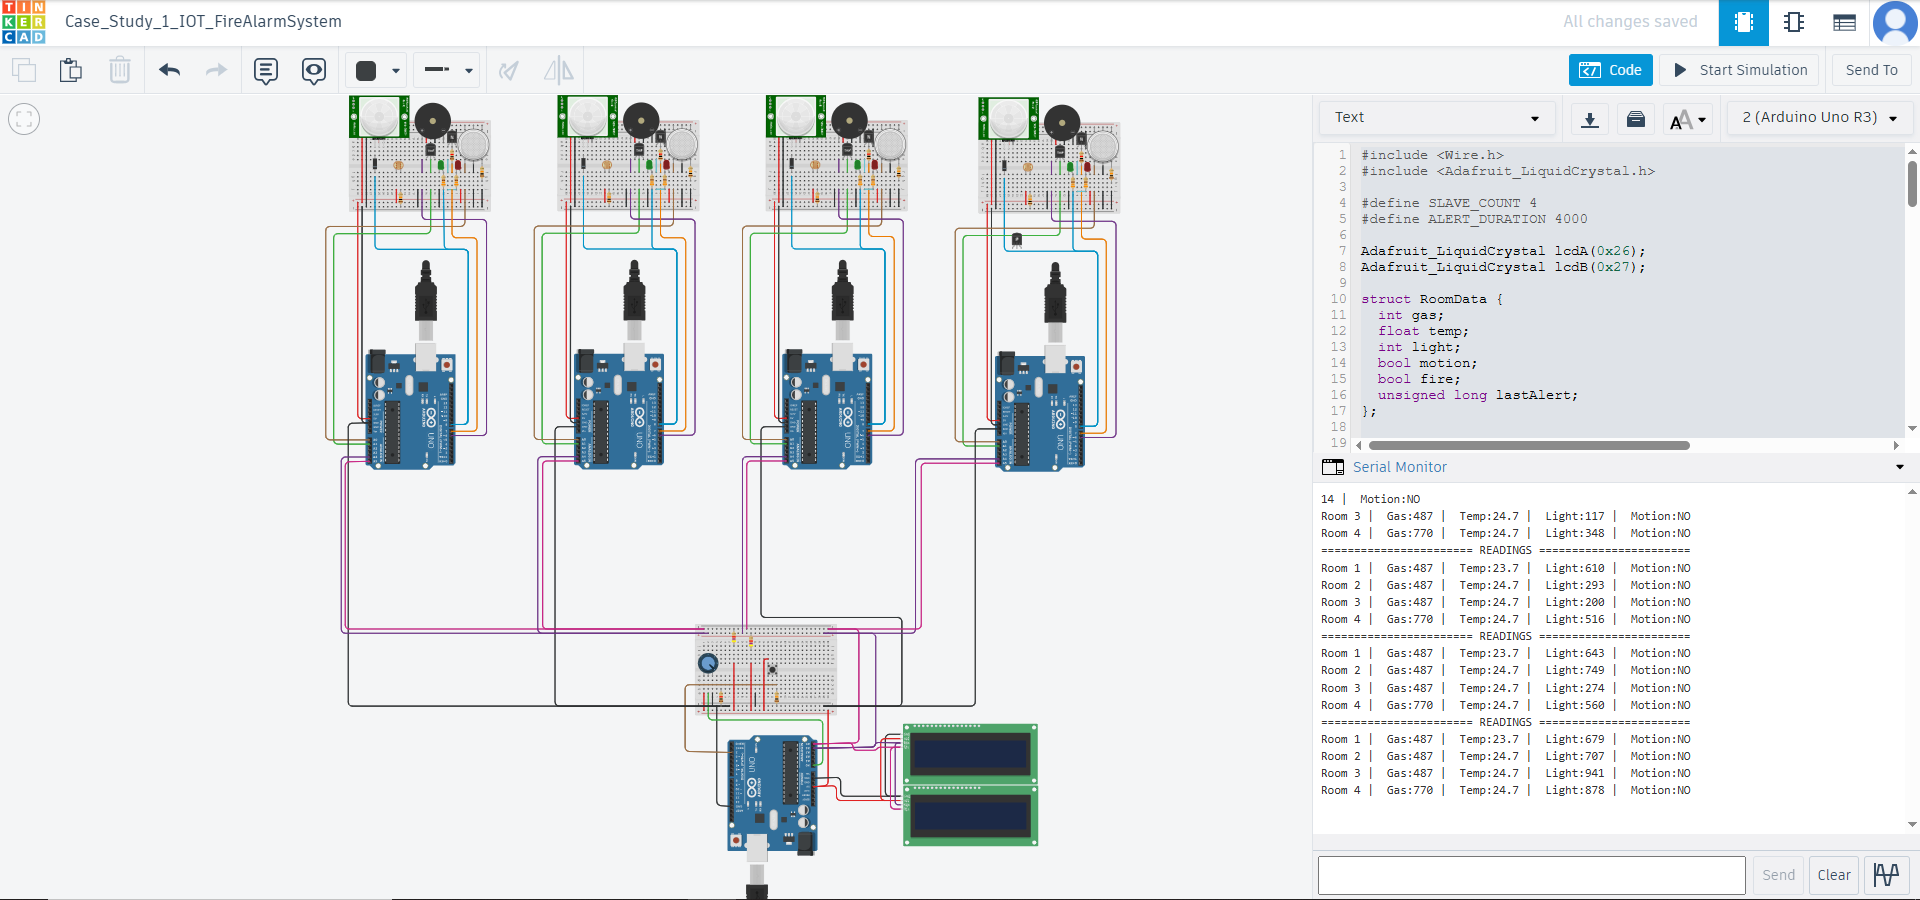 TIN
KER
CAD
Case_Study_1_IOT_FireAlarmSystem
All changes saved
Code
Start Simulation
Send To
Text
2 (Arduino Uno R3)
1 #include <Wire.h>
2 #include <Adafruit_LiquidCrystal.h>
3
4 #define SLAVE_COUNT 4
5 #define ALERT_DURATION 4000
6
7 Adafruit_LiquidCrystal lcdA(0x26);
8 Adafruit_LiquidCrystal lcdB(0x27);
9
10 struct RoomData {
11 int gas;
12 float temp;
13 int light;
14 bool motion;
15 bool fire;
16 unsigned long lastAlert;
17 };
18
19
Serial Monitor
14 | Motion:NO
Room 3 | Gas:487 | Temp:24.7 | Light:117 | Motion:NO
Room 4 | Gas:770 | Temp:24.7 | Light:348 | Motion:NO
======================= READINGS =======================
Room 1 | Gas:487 | Temp:23.7 | Light:610 | Motion:NO
Room 2 | Gas:487 | Temp:24.7 | Light:293 | Motion:NO
Room 3 | Gas:487 | Temp:24.7 | Light:200 | Motion:NO
Room 4 | Gas:770 | Temp:24.7 | Light:516 | Motion:NO
======================= READINGS =======================
Room 1 | Gas:487 | Temp:23.7 | Light:643 | Motion:NO
Room 2 | Gas:487 | Temp:24.7 | Light:749 | Motion:NO
Room 3 | Gas:487 | Temp:24.7 | Light:274 | Motion:NO
Room 4 | Gas:770 | Temp:24.7 | Light:560 | Motion:NO
======================= READINGS =======================
Room 1 | Gas:487 | Temp:23.7 | Light:679 | Motion:NO
Room 2 | Gas:487 | Temp:24.7 | Light:707 | Motion:NO
Room 3 | Gas:487 | Temp:24.7 | Light:941 | Motion:NO
Room 4 | Gas:770 | Temp:24.7 | Light:878 | Motion:NO
Send
Clear
UNO
UNO
UNO
UNO
UNO